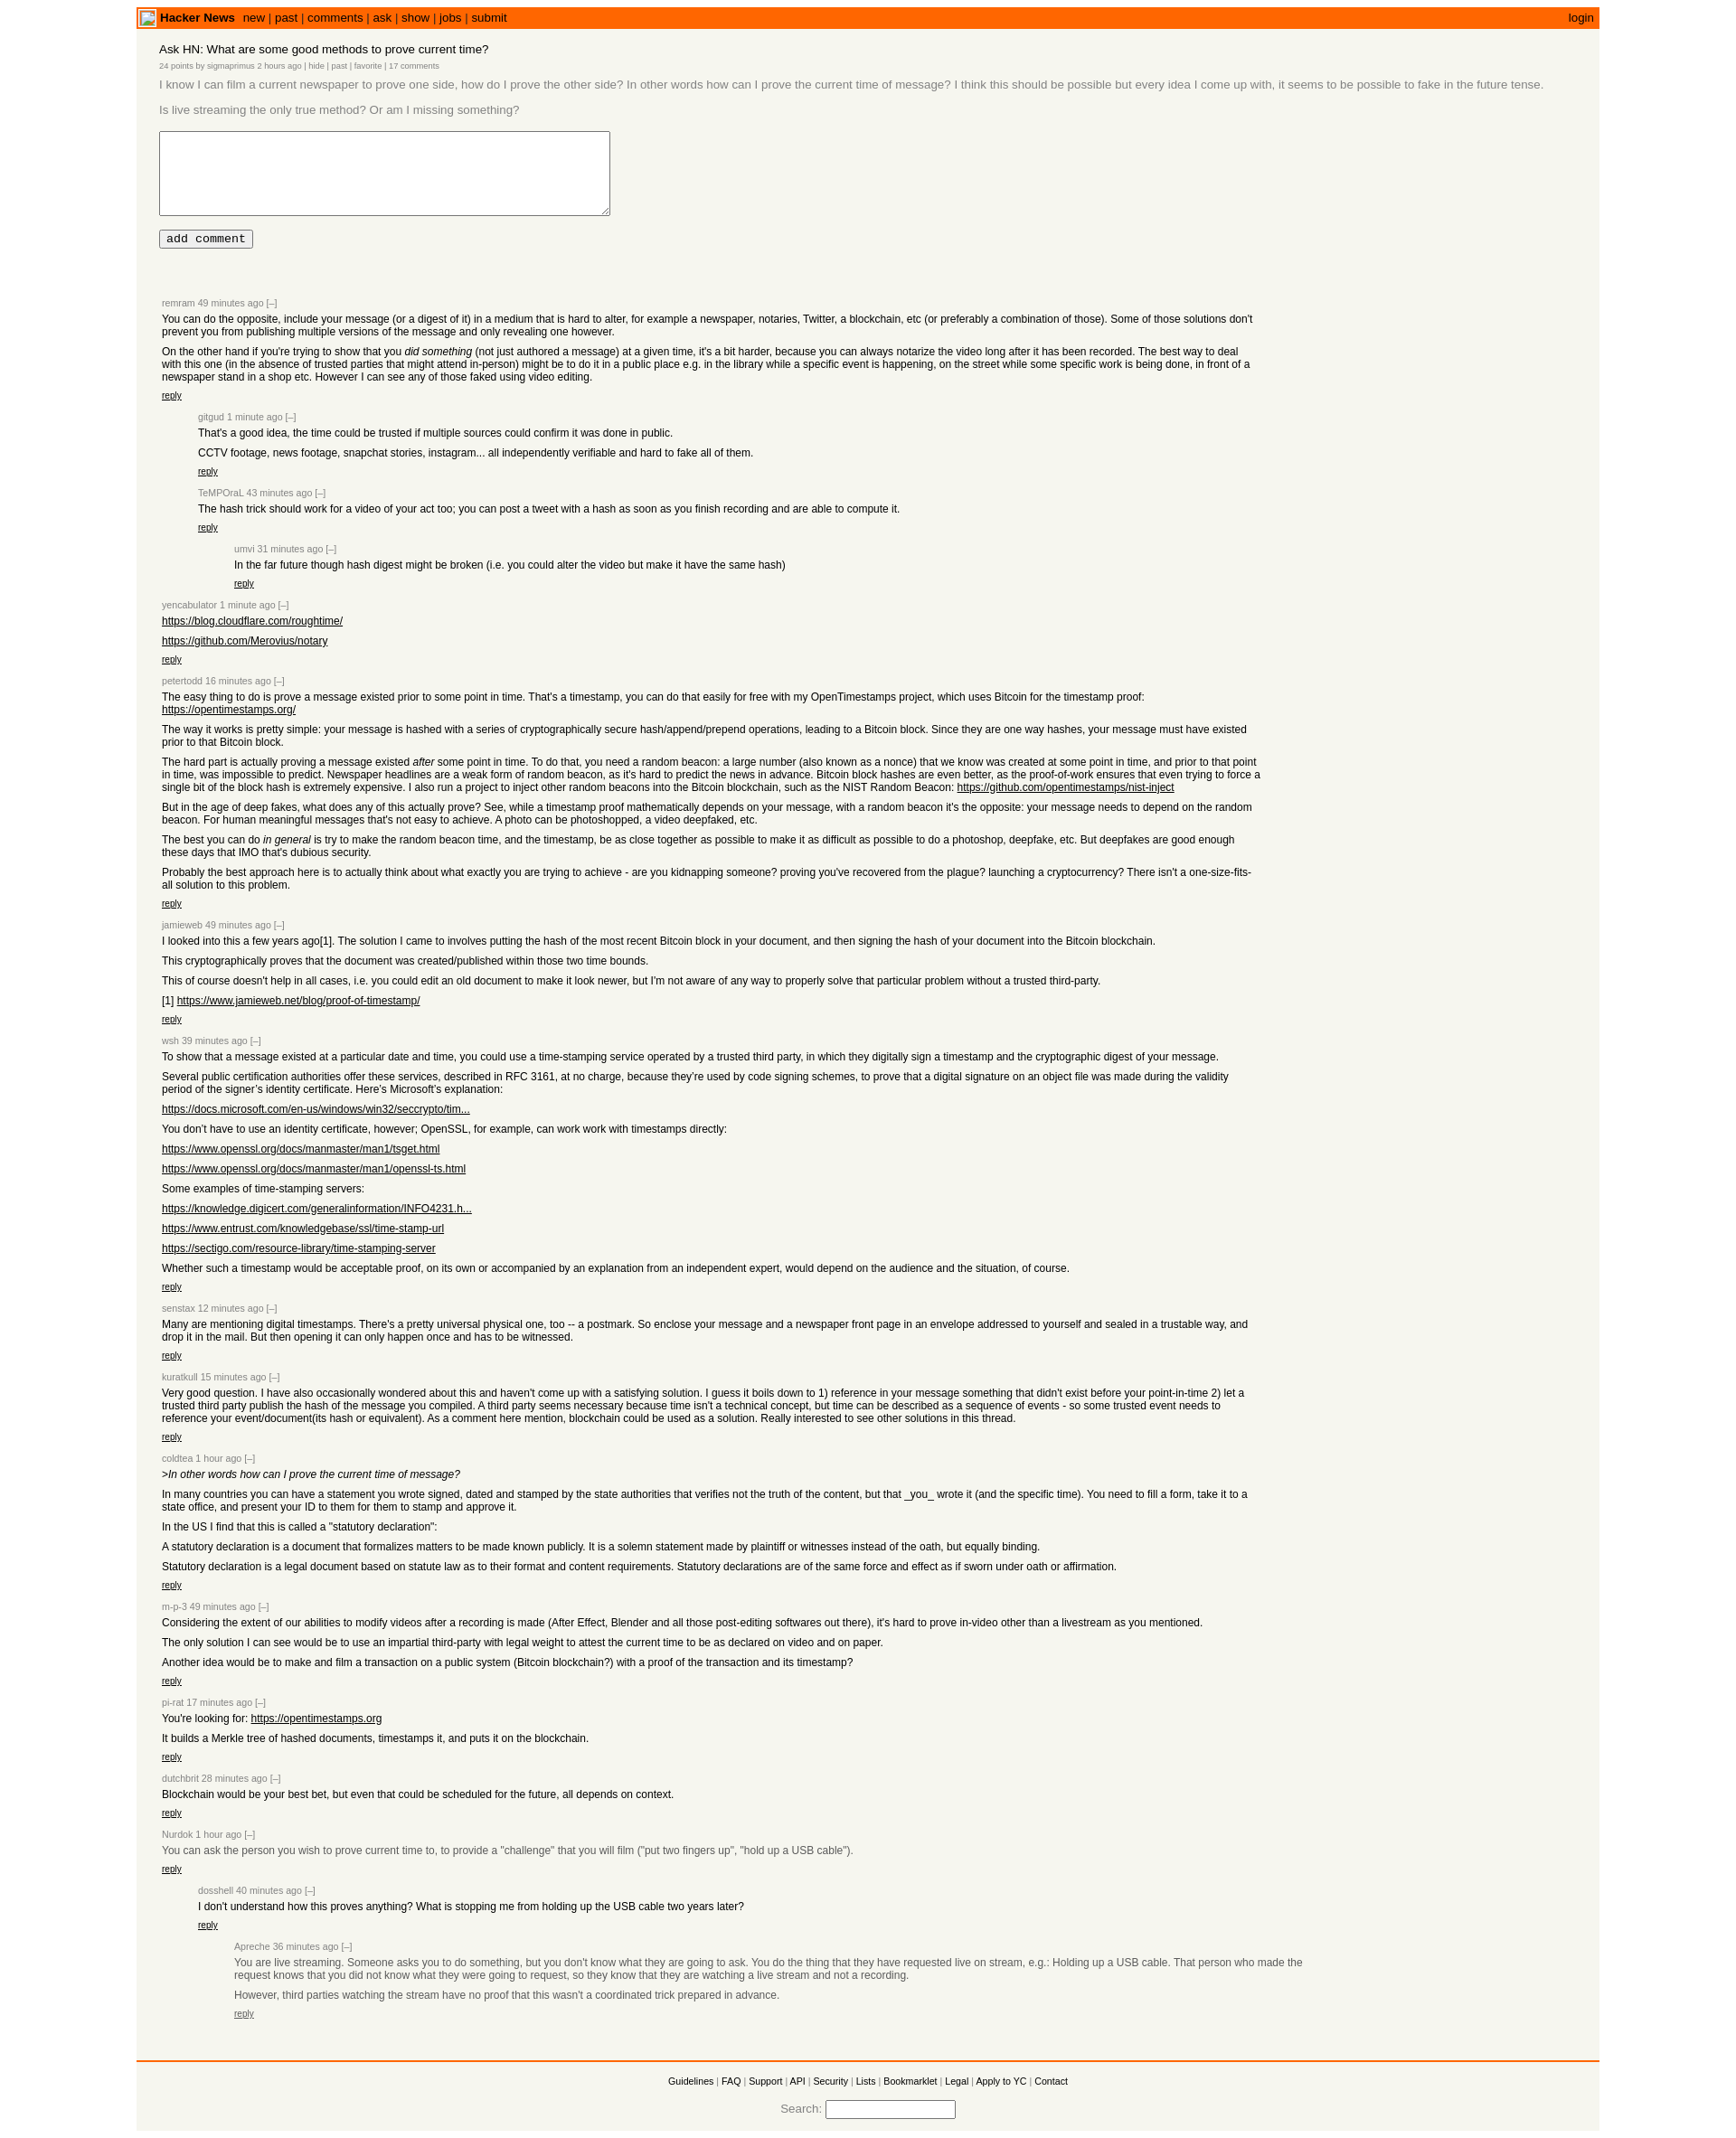 Hacker News new | past | comments | ask | show | jobs | submit login
Ask HN: What are some good methods to prove current time?
24 points by sigmaprimus 2 hours ago | hide | past | favorite | 17 comments
I know I can film a current newspaper to prove one side, how do I prove the other side? In other words how can I prove the current time of message? I think this should be possible but every idea I come up with, it seems to be possible to fake in the future tense.
Is live streaming the only true method? Or am I missing something?
add comment
remram 49 minutes ago [–]
You can do the opposite, include your message (or a digest of it) in a medium that is hard to alter, for example a newspaper, notaries, Twitter, a blockchain, etc (or preferably a combination of those). Some of those solutions don't
prevent you from publishing multiple versions of the message and only revealing one however.
On the other hand if you're trying to show that you did something (not just authored a message) at a given time, it's a bit harder, because you can always notarize the video long after it has been recorded. The best way to deal
with this one (in the absence of trusted parties that might attend in-person) might be to do it in a public place e.g. in the library while a specific event is happening, on the street while some specific work is being done, in front of a
newspaper stand in a shop etc. However I can see any of those faked using video editing.
reply
gitgud 1 minute ago [–]
That's a good idea, the time could be trusted if multiple sources could confirm it was done in public.
CCTV footage, news footage, snapchat stories, instagram... all independently verifiable and hard to fake all of them.
reply
TeMPOraL 43 minutes ago [–]
The hash trick should work for a video of your act too; you can post a tweet with a hash as soon as you finish recording and are able to compute it.
reply
umvi 31 minutes ago [–]
In the far future though hash digest might be broken (i.e. you could alter the video but make it have the same hash)
reply
yencabulator 1 minute ago [–]
https://blog.cloudflare.com/roughtime/
https://github.com/Merovius/notary
reply
petertodd 16 minutes ago [–]
The easy thing to do is prove a message existed prior to some point in time. That's a timestamp, you can do that easily for free with my OpenTimestamps project, which uses Bitcoin for the timestamp proof:
https://opentimestamps.org/
The way it works is pretty simple: your message is hashed with a series of cryptographically secure hash/append/prepend operations, leading to a Bitcoin block. Since they are one way hashes, your message must have existed
prior to that Bitcoin block.
The hard part is actually proving a message existed after some point in time. To do that, you need a random beacon: a large number (also known as a nonce) that we know was created at some point in time, and prior to that point
in time, was impossible to predict. Newspaper headlines are a weak form of random beacon, as it's hard to predict the news in advance. Bitcoin block hashes are even better, as the proof-of-work ensures that even trying to force a
single bit of the block hash is extremely expensive. I also run a project to inject other random beacons into the Bitcoin blockchain, such as the NIST Random Beacon: https://github.com/opentimestamps/nist-inject
But in the age of deep fakes, what does any of this actually prove? See, while a timestamp proof mathematically depends on your message, with a random beacon it's the opposite: your message needs to depend on the random
beacon. For human meaningful messages that's not easy to achieve. A photo can be photoshopped, a video deepfaked, etc.
The best you can do in general is try to make the random beacon time, and the timestamp, be as close together as possible to make it as difficult as possible to do a photoshop, deepfake, etc. But deepfakes are good enough
these days that IMO that's dubious security.
Probably the best approach here is to actually think about what exactly you are trying to achieve - are you kidnapping someone? proving you've recovered from the plague? launching a cryptocurrency? There isn't a one-size-fits-
all solution to this problem.
reply
jamieweb 49 minutes ago [–]
I looked into this a few years ago[1]. The solution I came to involves putting the hash of the most recent Bitcoin block in your document, and then signing the hash of your document into the Bitcoin blockchain.
This cryptographically proves that the document was created/published within those two time bounds.
This of course doesn't help in all cases, i.e. you could edit an old document to make it look newer, but I'm not aware of any way to properly solve that particular problem without a trusted third-party.
[1] https://www.jamieweb.net/blog/proof-of-timestamp/
reply
wsh 39 minutes ago [–]
To show that a message existed at a particular date and time, you could use a time-stamping service operated by a trusted third party, in which they digitally sign a timestamp and the cryptographic digest of your message.
Several public certification authorities offer these services, described in RFC 3161, at no charge, because they’re used by code signing schemes, to prove that a digital signature on an object file was made during the validity
period of the signer’s identity certificate. Here’s Microsoft’s explanation:
https://docs.microsoft.com/en-us/windows/win32/seccrypto/tim...
You don’t have to use an identity certificate, however; OpenSSL, for example, can work work with timestamps directly:
https://www.openssl.org/docs/manmaster/man1/tsget.html
https://www.openssl.org/docs/manmaster/man1/openssl-ts.html
Some examples of time-stamping servers:
https://knowledge.digicert.com/generalinformation/INFO4231.h...
https://www.entrust.com/knowledgebase/ssl/time-stamp-url
https://sectigo.com/resource-library/time-stamping-server
Whether such a timestamp would be acceptable proof, on its own or accompanied by an explanation from an independent expert, would depend on the audience and the situation, of course.
reply
senstax 12 minutes ago [–]
Many are mentioning digital timestamps. There's a pretty universal physical one, too -- a postmark. So enclose your message and a newspaper front page in an envelope addressed to yourself and sealed in a trustable way, and
drop it in the mail. But then opening it can only happen once and has to be witnessed.
reply
kuratkull 15 minutes ago [–]
Very good question. I have also occasionally wondered about this and haven't come up with a satisfying solution. I guess it boils down to 1) reference in your message something that didn't exist before your point-in-time 2) let a
trusted third party publish the hash of the message you compiled. A third party seems necessary because time isn't a technical concept, but time can be described as a sequence of events - so some trusted event needs to
reference your event/document(its hash or equivalent). As a comment here mention, blockchain could be used as a solution. Really interested to see other solutions in this thread.
reply
coldtea 1 hour ago [–]
>In other words how can I prove the current time of message?
In many countries you can have a statement you wrote signed, dated and stamped by the state authorities that verifies not the truth of the content, but that _you_ wrote it (and the specific time). You need to fill a form, take it to a
state office, and present your ID to them for them to stamp and approve it.
In the US I find that this is called a "statutory declaration":
A statutory declaration is a document that formalizes matters to be made known publicly. It is a solemn statement made by plaintiff or witnesses instead of the oath, but equally binding.
Statutory declaration is a legal document based on statute law as to their format and content requirements. Statutory declarations are of the same force and effect as if sworn under oath or affirmation.
reply
m-p-3 49 minutes ago [–]
Considering the extent of our abilities to modify videos after a recording is made (After Effect, Blender and all those post-editing softwares out there), it's hard to prove in-video other than a livestream as you mentioned.
The only solution I can see would be to use an impartial third-party with legal weight to attest the current time to be as declared on video and on paper.
Another idea would be to make and film a transaction on a public system (Bitcoin blockchain?) with a proof of the transaction and its timestamp?
reply
pi-rat 17 minutes ago [–]
You're looking for: https://opentimestamps.org
It builds a Merkle tree of hashed documents, timestamps it, and puts it on the blockchain.
reply
dutchbrit 28 minutes ago [–]
Blockchain would be your best bet, but even that could be scheduled for the future, all depends on context.
reply
Nurdok 1 hour ago [–]
You can ask the person you wish to prove current time to, to provide a "challenge" that you will film ("put two fingers up", "hold up a USB cable").
reply
dosshell 40 minutes ago [–]
I don't understand how this proves anything? What is stopping me from holding up the USB cable two years later?
reply
Apreche 36 minutes ago [–]
You are live streaming. Someone asks you to do something, but you don't know what they are going to ask. You do the thing that they have requested live on stream, e.g.: Holding up a USB cable. That person who made the
request knows that you did not know what they were going to request, so they know that they are watching a live stream and not a recording.
However, third parties watching the stream have no proof that this wasn't a coordinated trick prepared in advance.
reply
Guidelines | FAQ | Support | API | Security | Lists | Bookmarklet | Legal | Apply to YC | Contact
Search: